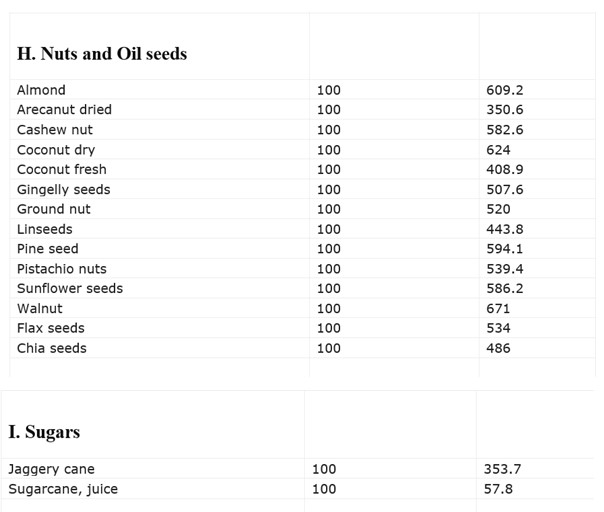 H. Nuts and Oil seeds
Almond 100 609.2
Arecanut dried 100 350.6
Cashew nut 100 582.6
Coconut dry 100 624
Coconut fresh 100 408.9
Gingelly seeds 100 507.6
Ground nut 100 520
Linseeds 100 443.8
Pine seed 100 594.1
Pistachio nuts 100 539.4
Sunflower seeds 100 586.2
Walnut 100 671
Flax seeds 100 534
Chia seeds 100 486
I. Sugars
Jaggery cane 100 353.7
Sugarcane, juice 100 57.8